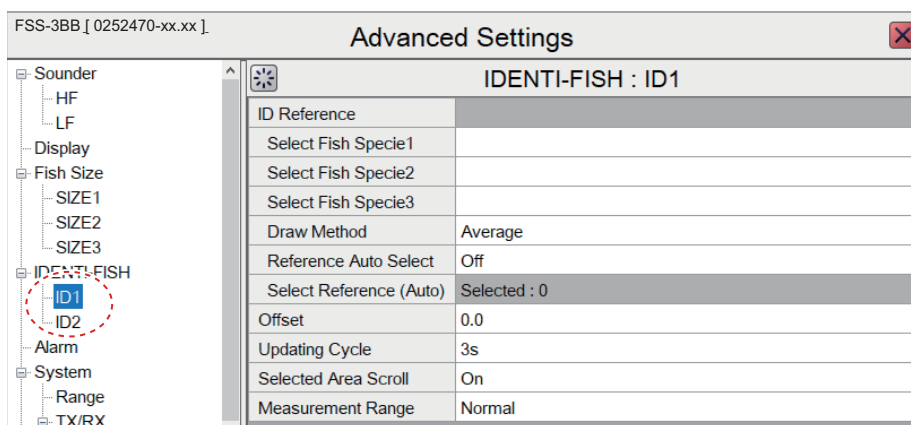 FSS-3BB [ 0252470-xx.xx ]
Advanced Settings
Sounder
HF
LF
Display
Fish Size
SIZE1
SIZE2
SIZE3
IDENTI-FISH
ID1
ID2
Alarm
System
Range
TX/RX
IDENTI-FISH : ID1
ID Reference
Select Fish Specie1
Select Fish Specie2
Select Fish Specie3
Draw Method Average
Reference Auto Select Off
Select Reference (Auto) Selected : 0
Offset 0.0
Updating Cycle 3s
Selected Area Scroll On
Measurement Range Normal